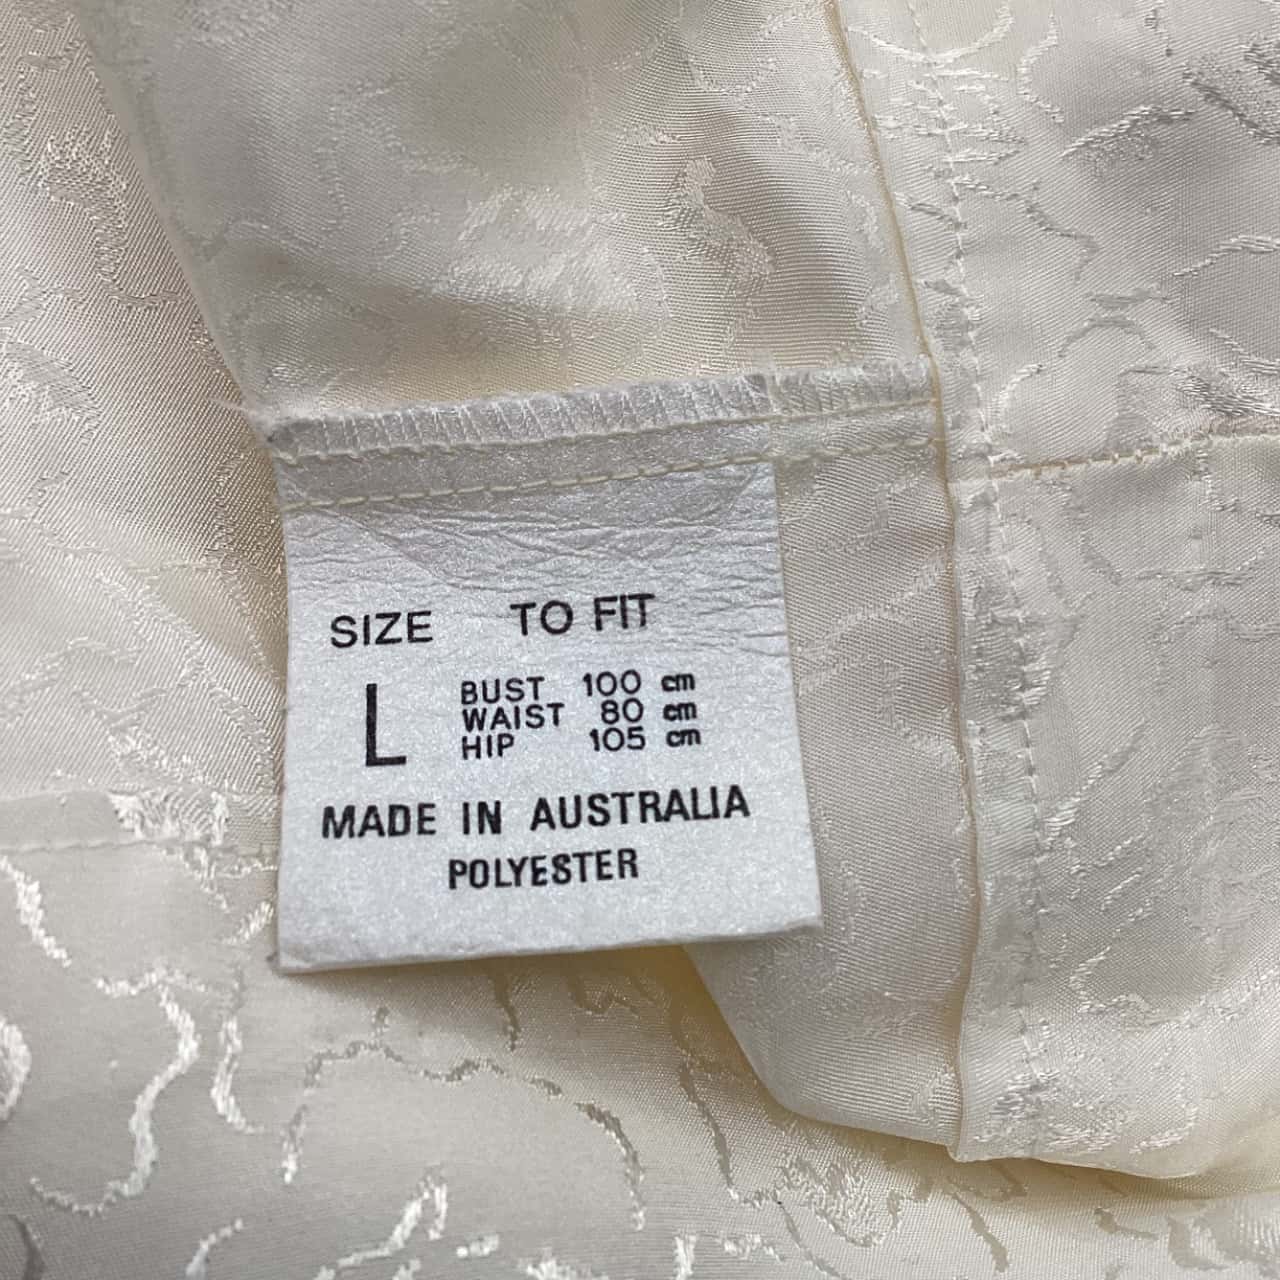 SIZE TO FIT
L
BUST 100 cm
WAIST 80 cm
HIP 105 cm
MADE IN AUSTRALIA
POLYESTER